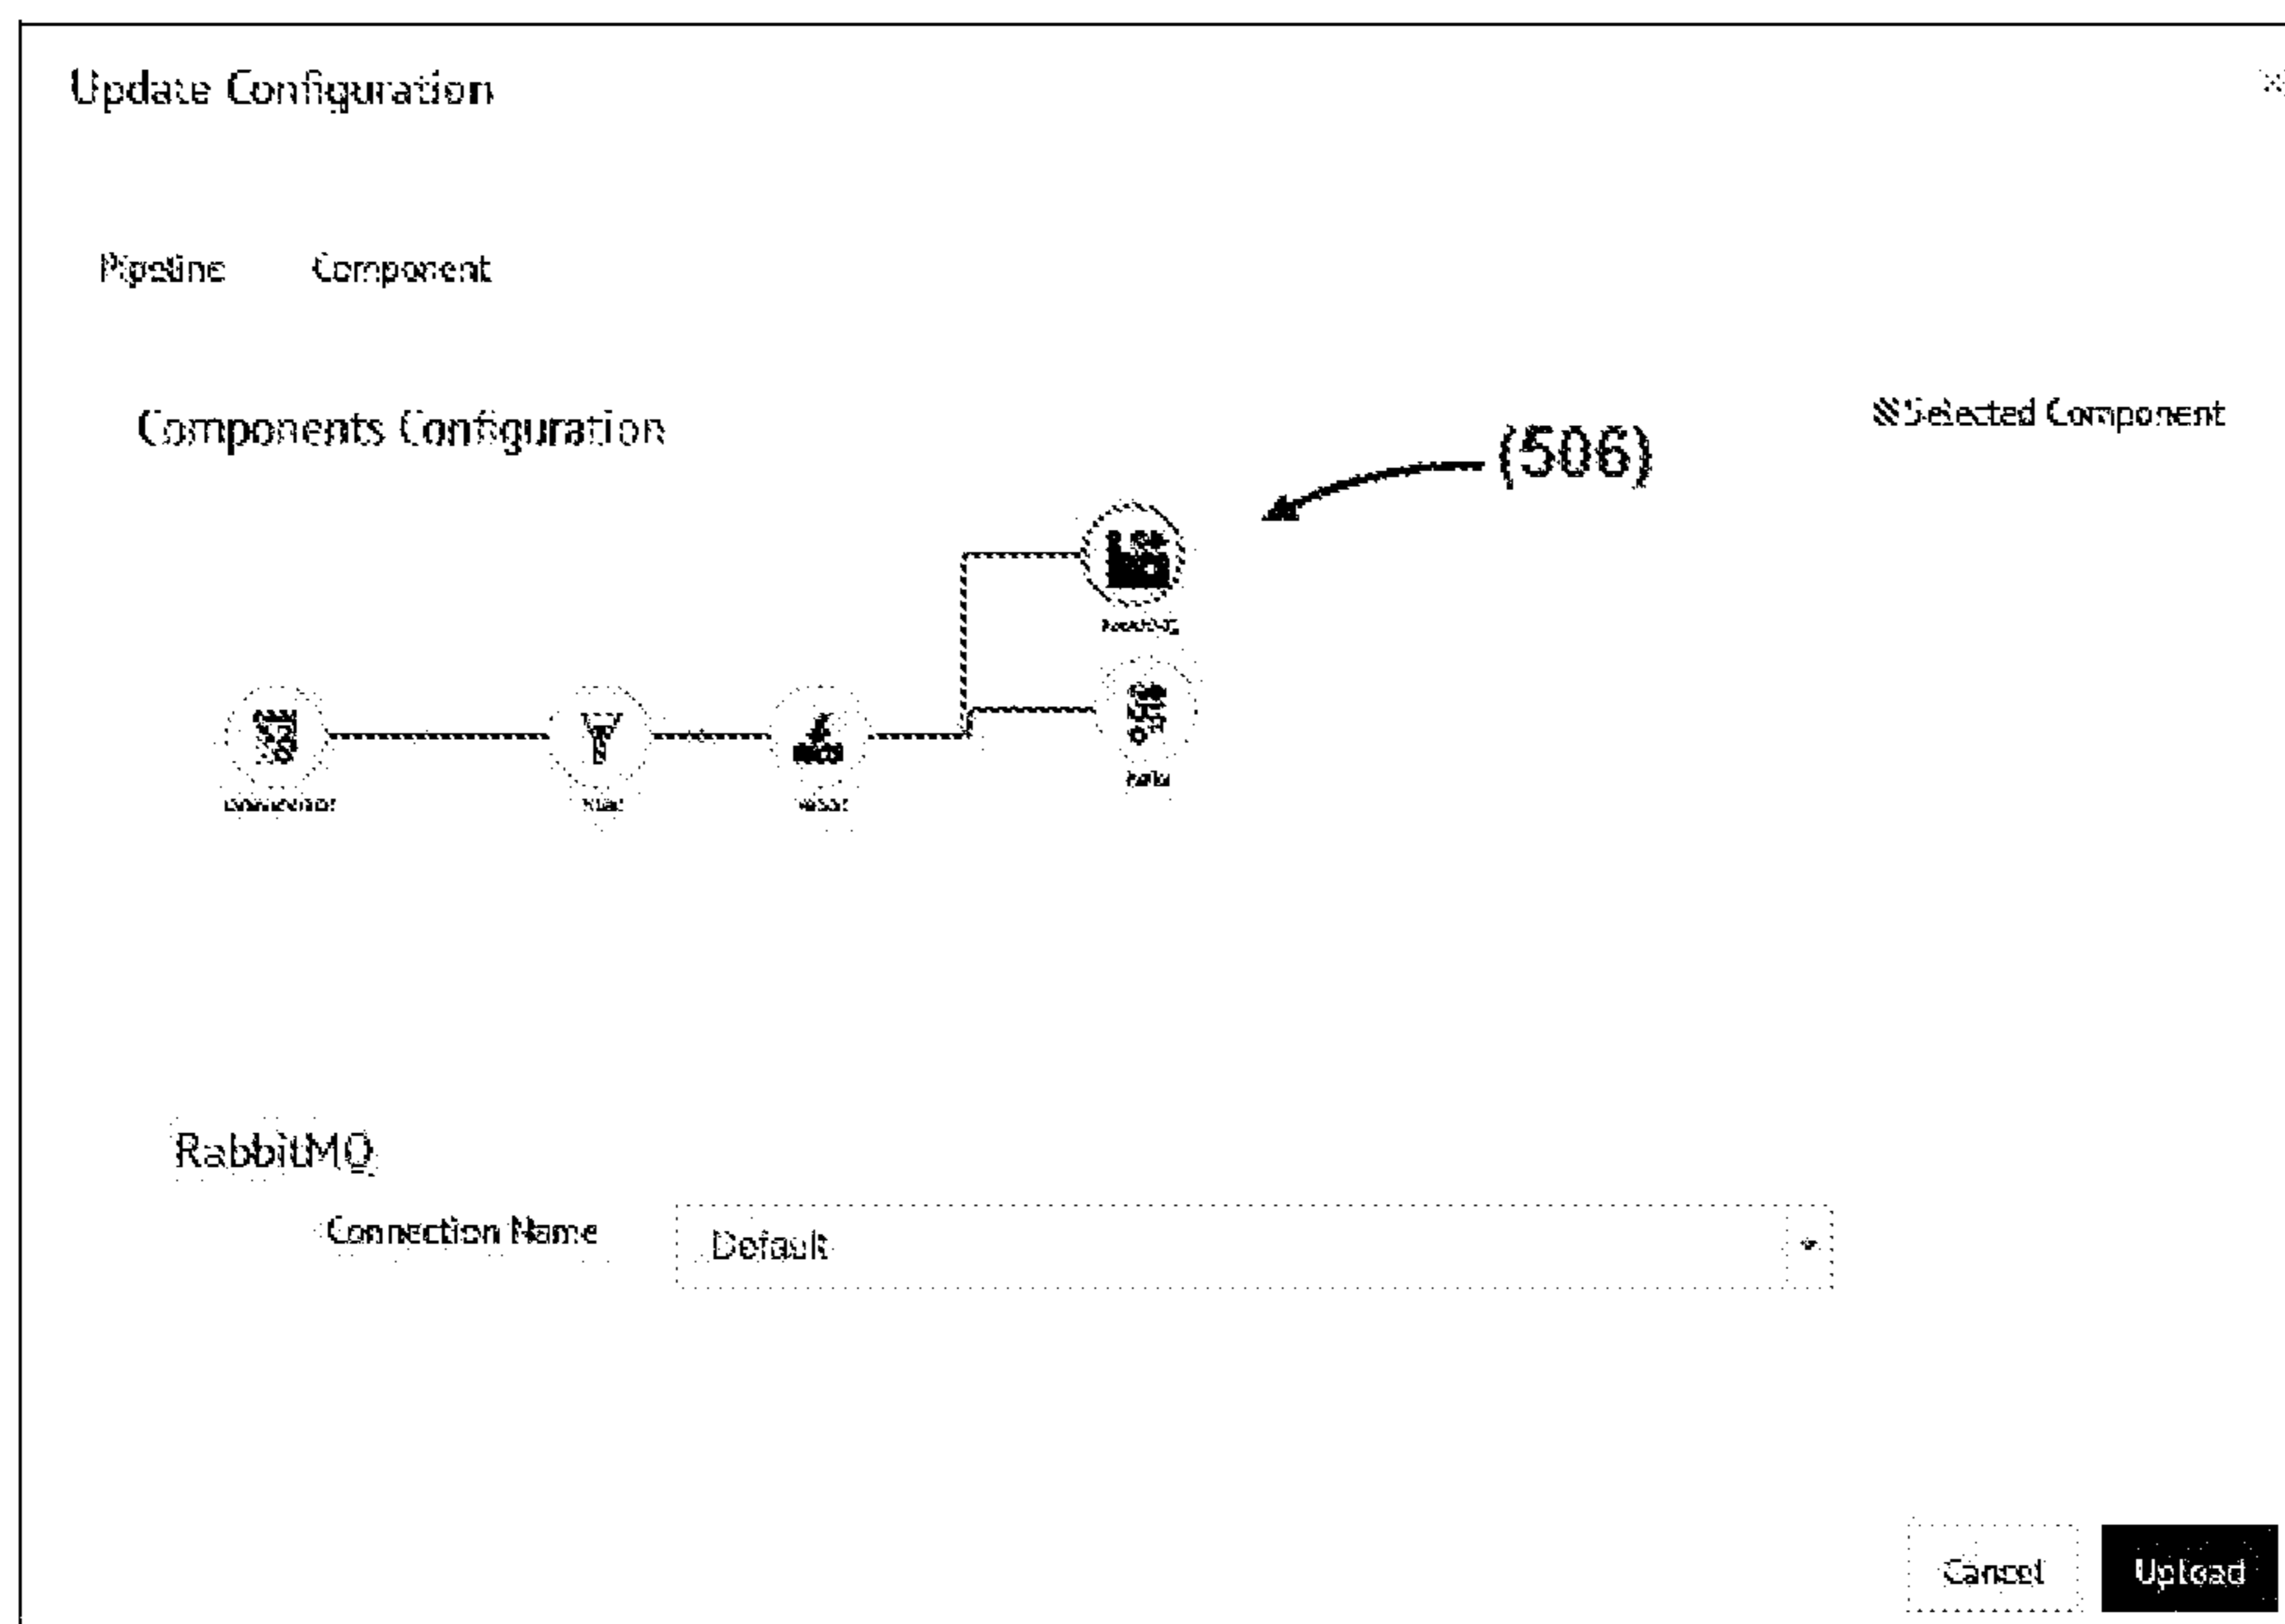 Update Configuration
Pipeline Component
Components Configuration
Selected Component
(506)
RabbitMQ
Connection Name
Default
Cancel
Upload